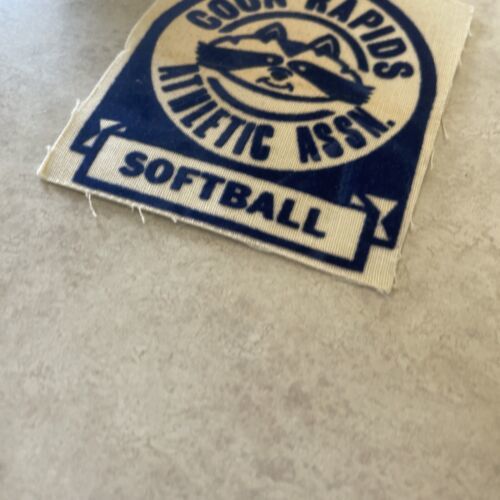 COON RAPIDS
ATHLETIC ASSN.
SOFTBALL